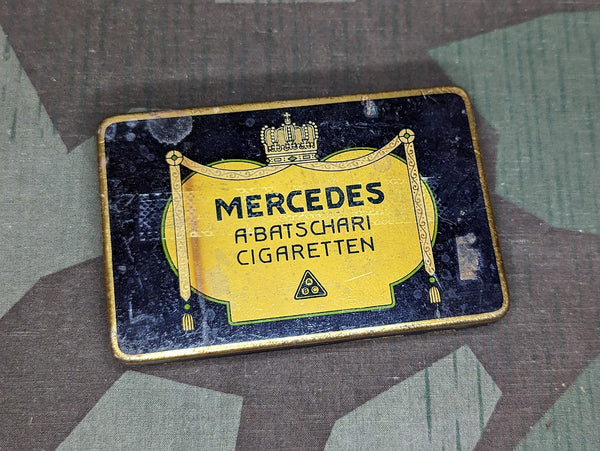 MERCEDES
A·BATSCHARI
CIGARETTEN
A
B C